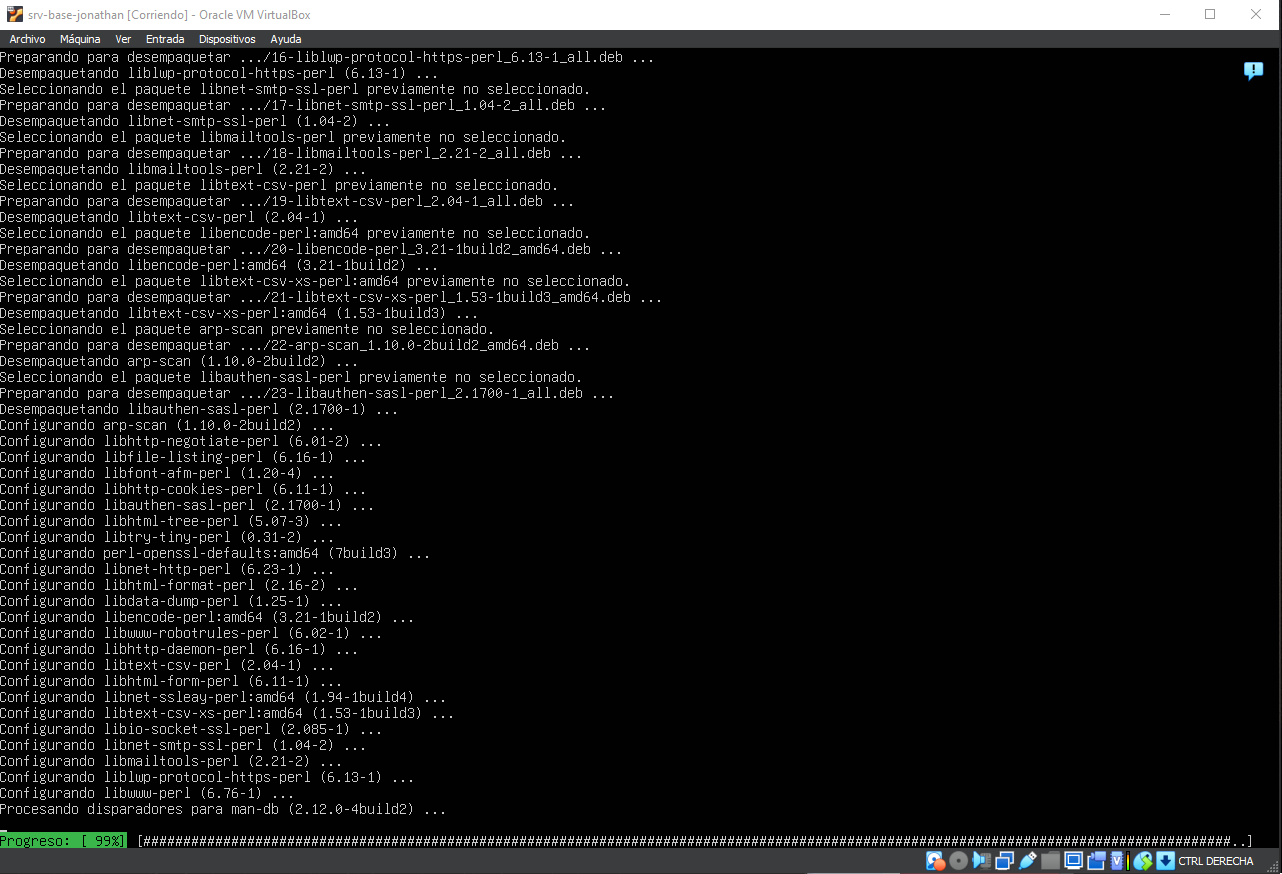 srv-base-jonathan [Corriendo] - Oracle VM VirtualBox
Archivo Máquina Ver Entrada Dispositivos Ayuda
Preparando para desempaquetar .../16-liblwp-protocol-https-perl_6.13-1_all.deb ...
Desempaquetando liblwp-protocol-https-perl (6.13-1) ...
Seleccionando el paquete libnet-smtp-ssl-perl previamente no seleccionado.
Preparando para desempaquetar .../17-libnet-smtp-ssl-perl_1.04-2_all.deb ...
Desempaquetando libnet-smtp-ssl-perl (1.04-2) ...
Seleccionando el paquete libmailtools-perl previamente no seleccionado.
Preparando para desempaquetar .../18-libmailtools-perl_2.21-2_all.deb ...
Desempaquetando libmailtools-perl (2.21-2) ...
Seleccionando el paquete libtext-csv-perl previamente no seleccionado.
Preparando para desempaquetar .../19-libtext-csv-perl_2.04-1_all.deb ...
Desempaquetando libtext-csv-perl (2.04-1) ...
Seleccionando el paquete libencode-perl:amd64 previamente no seleccionado.
Preparando para desempaquetar .../20-libencode-perl_3.21-1build2_amd64.deb ...
Desempaquetando libencode-perl:amd64 (3.21-1build2) ...
Seleccionando el paquete libtext-csv-xs-perl:amd64 previamente no seleccionado.
Preparando para desempaquetar .../21-libtext-csv-xs-perl_1.53-1build3_amd64.deb ...
Desempaquetando libtext-csv-xs-perl:amd64 (1.53-1build3) ...
Seleccionando el paquete arp-scan previamente no seleccionado.
Preparando para desempaquetar .../22-arp-scan_1.10.0-2build2_amd64.deb ...
Desempaquetando arp-scan (1.10.0-2build2) ...
Seleccionando el paquete libauthen-sasl-perl previamente no seleccionado.
Preparando para desempaquetar .../23-libauthen-sasl-perl_2.1700-1_all.deb ...
Desempaquetando libauthen-sasl-perl (2.1700-1) ...
Configurando arp-scan (1.10.0-2build2) ...
Configurando libhttp-negotiate-perl (6.01-2) ...
Configurando libfile-listing-perl (6.16-1) ...
Configurando libfont-afm-perl (1.20-4) ...
Configurando libhttp-cookies-perl (6.11-1) ...
Configurando libauthen-sasl-perl (2.1700-1) ...
Configurando libhtml-tree-perl (5.07-3) ...
Configurando libtry-tiny-perl (0.31-2) ...
Configurando perl-openssl-defaults:amd64 (7build3) ...
Configurando libnet-http-perl (6.23-1) ...
Configurando libhtml-format-perl (2.16-2) ...
Configurando libdata-dump-perl (1.25-1) ...
Configurando libencode-perl:amd64 (3.21-1build2) ...
Configurando libwww-robotrules-perl (6.02-1) ...
Configurando libhttp-daemon-perl (6.16-1) ...
Configurando libtext-csv-perl (2.04-1) ...
Configurando libhtml-form-perl (6.11-1) ...
Configurando libnet-ssleay-perl:amd64 (1.94-1build4) ...
Configurando libtext-csv-xs-perl:amd64 (1.53-1build3) ...
Configurando libio-socket-ssl-perl (2.085-1) ...
Configurando libnet-smtp-ssl-perl (1.04-2) ...
Configurando libmailtools-perl (2.21-2) ...
Configurando liblwp-protocol-https-perl (6.13-1) ...
Configurando libwww-perl (6.76-1) ...
Procesando disparadores para man-db (2.12.0-4build2) ...
Progreso: [ 99%] [########################################################################################################################################..]
CTRL DERECHA